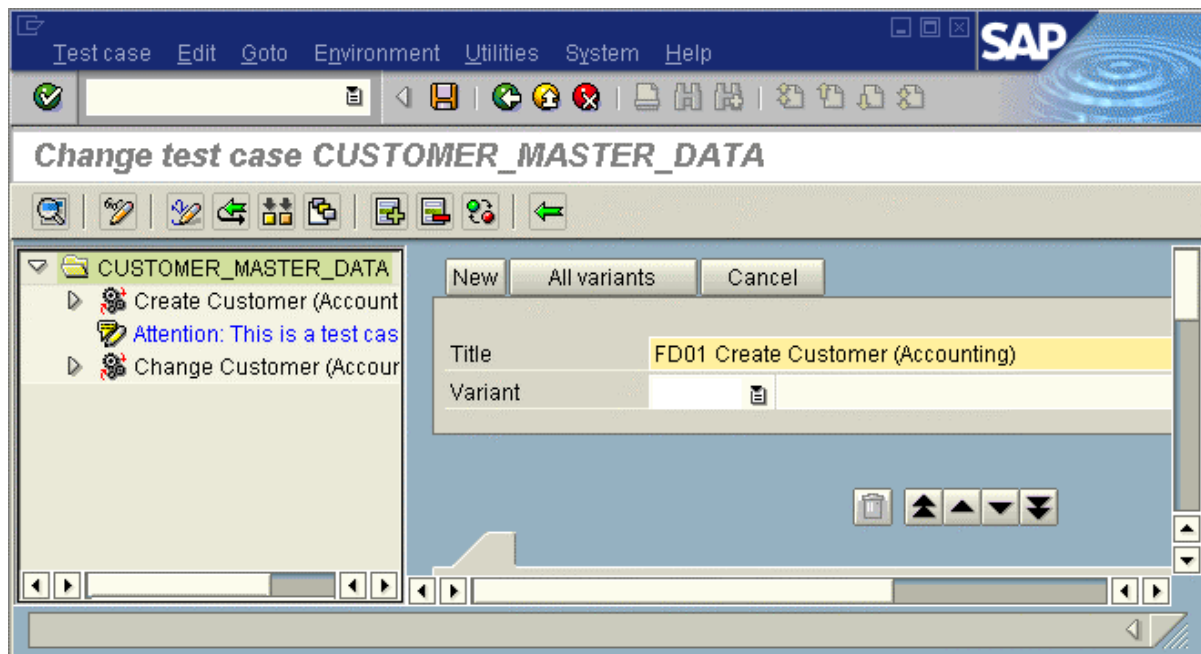 Test case Edit Goto Environment Utilities System Help
SAP
Change test case CUSTOMER_MASTER_DATA
CUSTOMER_MASTER_DATA
Create Customer (Account
Attention: This is a test cas
Change Customer (Accour
New All variants Cancel
Title FD01 Create Customer (Accounting)
Variant